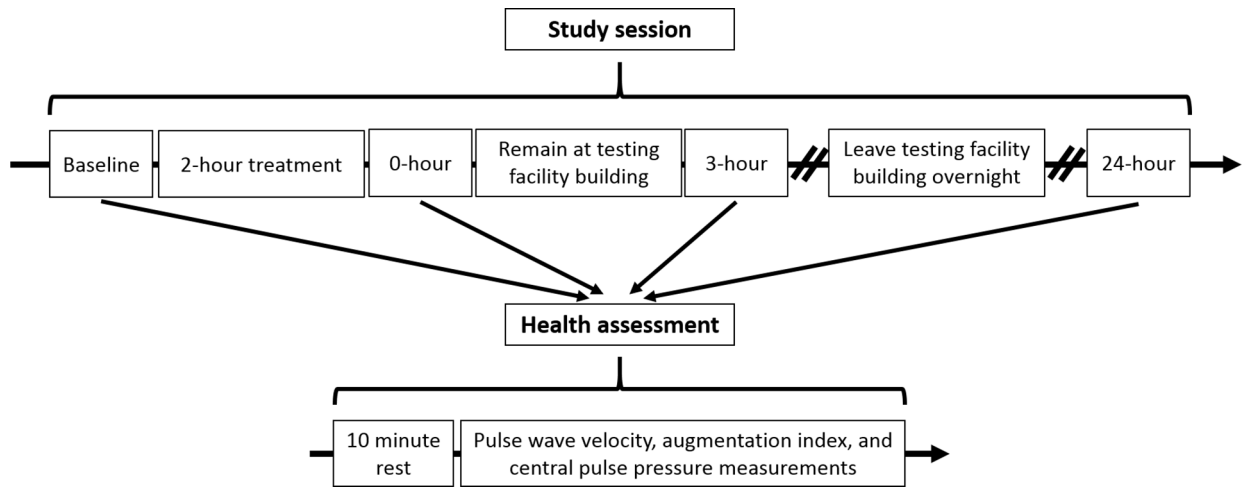 Study session
Baseline
2-hour treatment
0-hour
Remain at testing
facility building
3-hour
Leave testing facility
building overnight
24-hour
Health assessment
10 minute
rest
Pulse wave velocity, augmentation index, and
central pulse pressure measurements